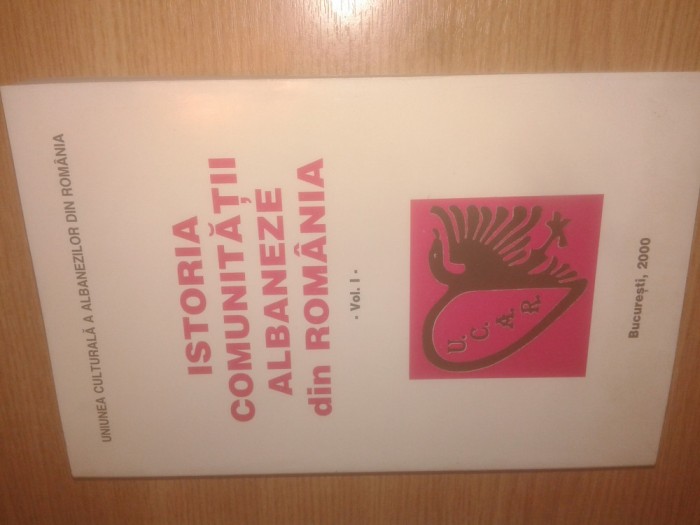 UNIUNEA CULTURALĂ A ALBANEZILOR DIN ROMÂNIA
ISTORIA
COMUNITĂȚII
ALBANEZE
din ROMÂNIA
- Vol. I -
U.
C.
A.
R.
București, 2000